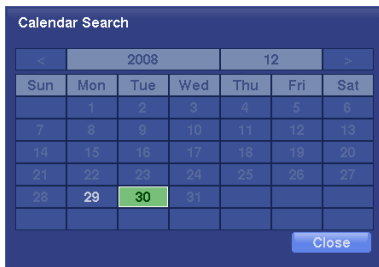 Calendar Search
< 2008 12 >
Sun Mon Tue Wed Thu Fri Sat
1 2 3 4 5 6
7 8 9 10 11 12 13
14 15 16 17 18 19 20
21 22 23 24 25 26 27
28 29 30 31
Close